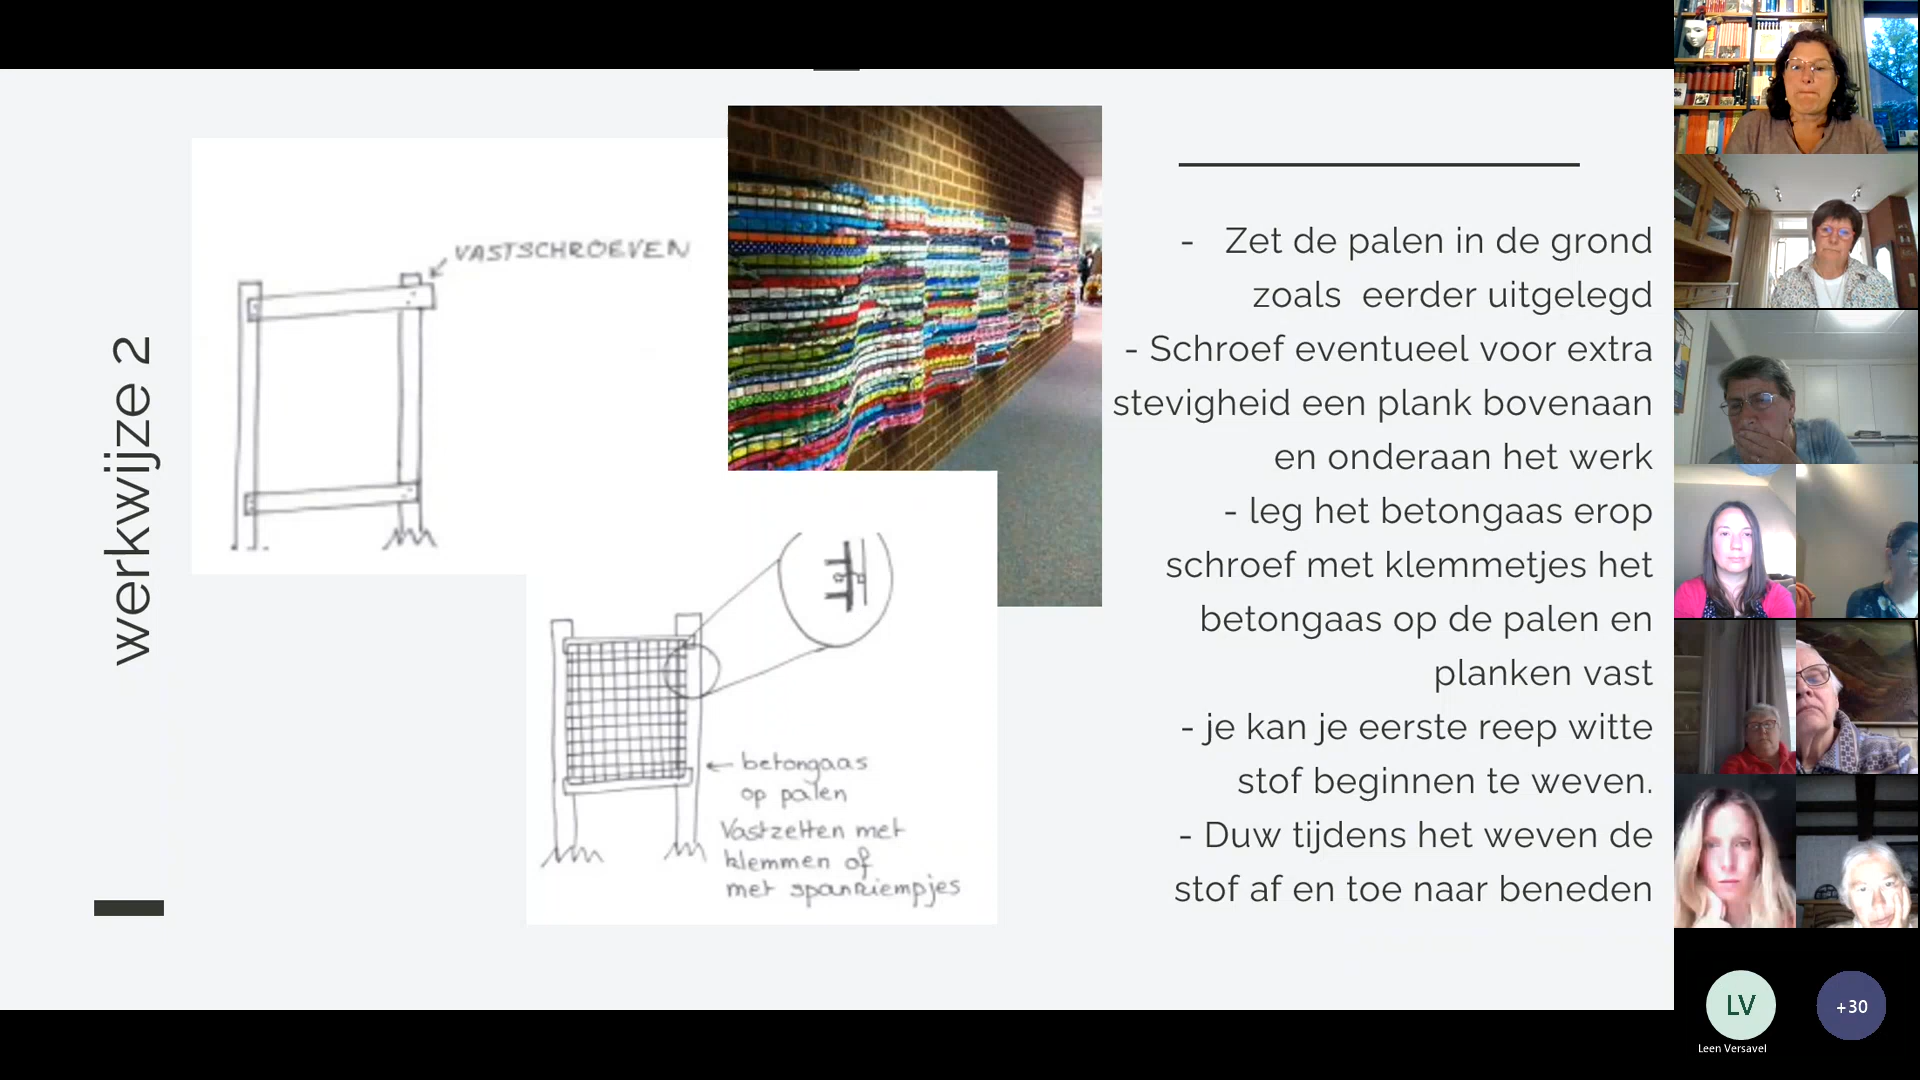 werkwijze 2
VASTSCHROEVEN
← betongaas
op palen
Vastzetten met
klemmen of
met spanriempjes
- Zet de palen in de grond
zoals eerder uitgelegd
- Schroef eventueel voor extra
stevigheid een plank bovenaan
en onderaan het werk
- leg het betongaas erop
schroef met klemmetjes het
betongaas op de palen en
planken vast
- je kan je eerste reep witte
stof beginnen te weven.
- Duw tijdens het weven de
stof af en toe naar beneden
LV
+30
Leen Versavel